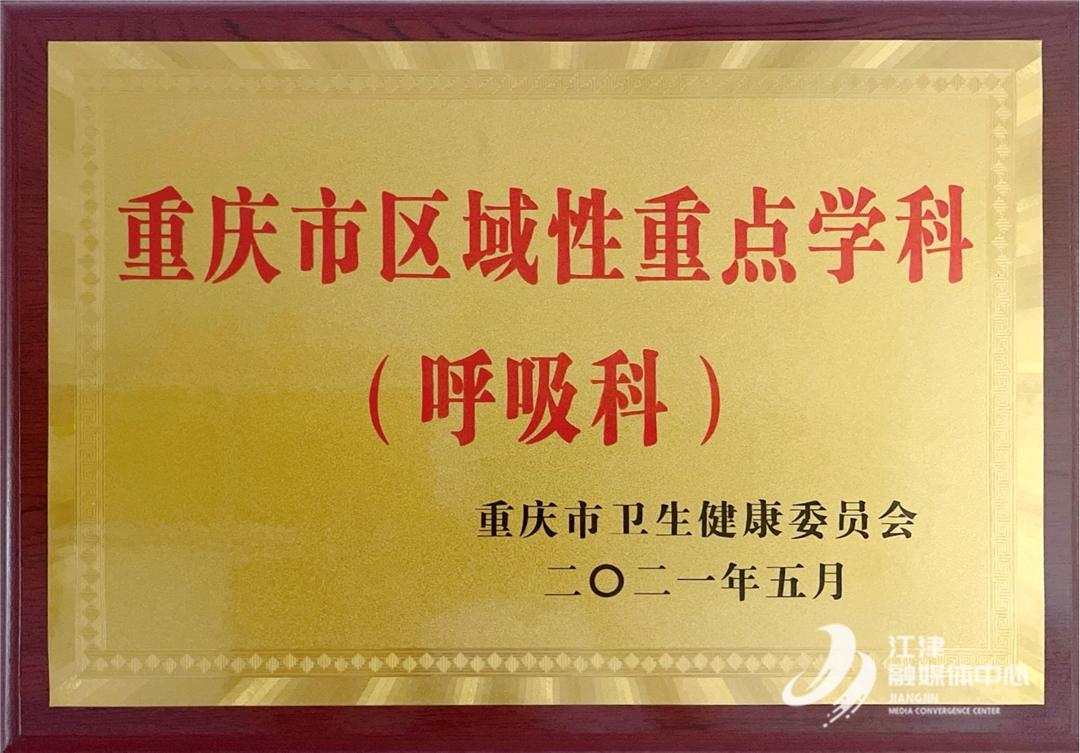 重庆市区域性重点学科
（呼吸科）
重庆市卫生健康委员会
二〇二一年五月
江津
融媒体中心
JIANGJIN
MEDIA CONVERGENCE CENTER